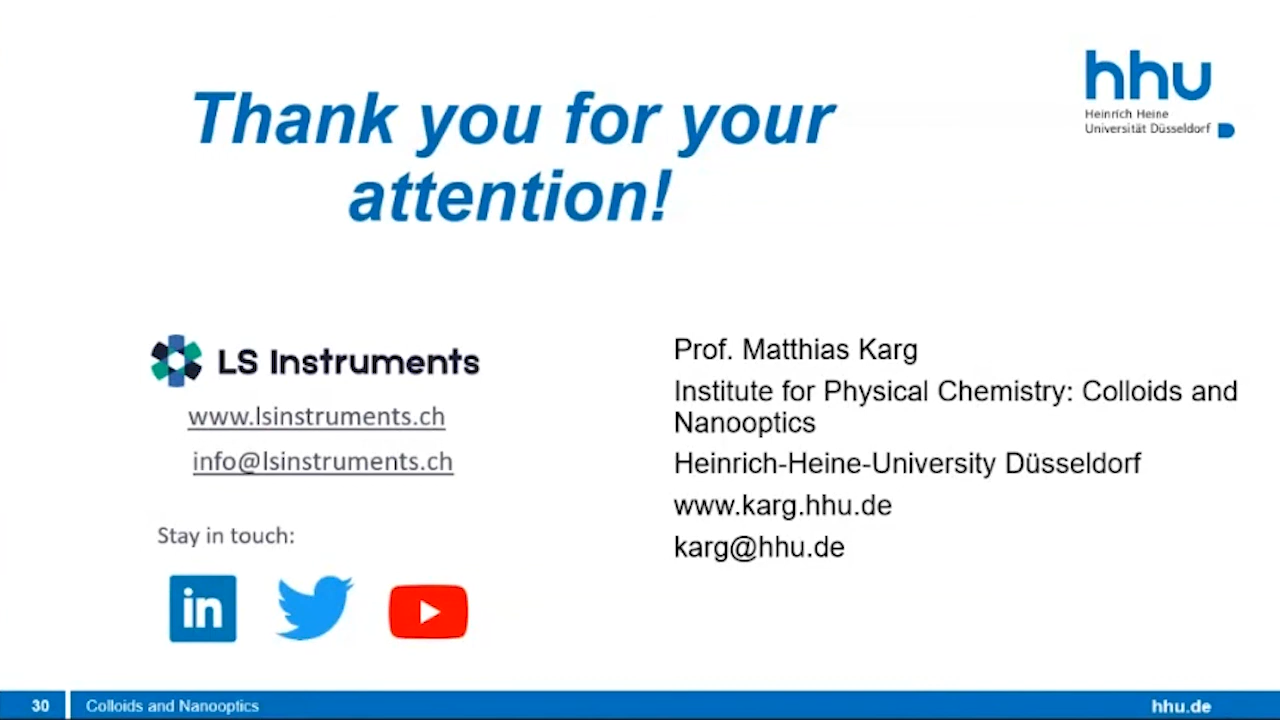 Thank you for your
attention!
hhu
Heinrich Heine
Universität Düsseldorf
LS Instruments
www.lsinstruments.ch
info@lsinstruments.ch
Stay in touch:
in
Prof. Matthias Karg
Institute for Physical Chemistry: Colloids and
Nanooptics
Heinrich-Heine-University Düsseldorf
www.karg.hhu.de
karg@hhu.de
30
Colloids and Nanooptics
hhu.de